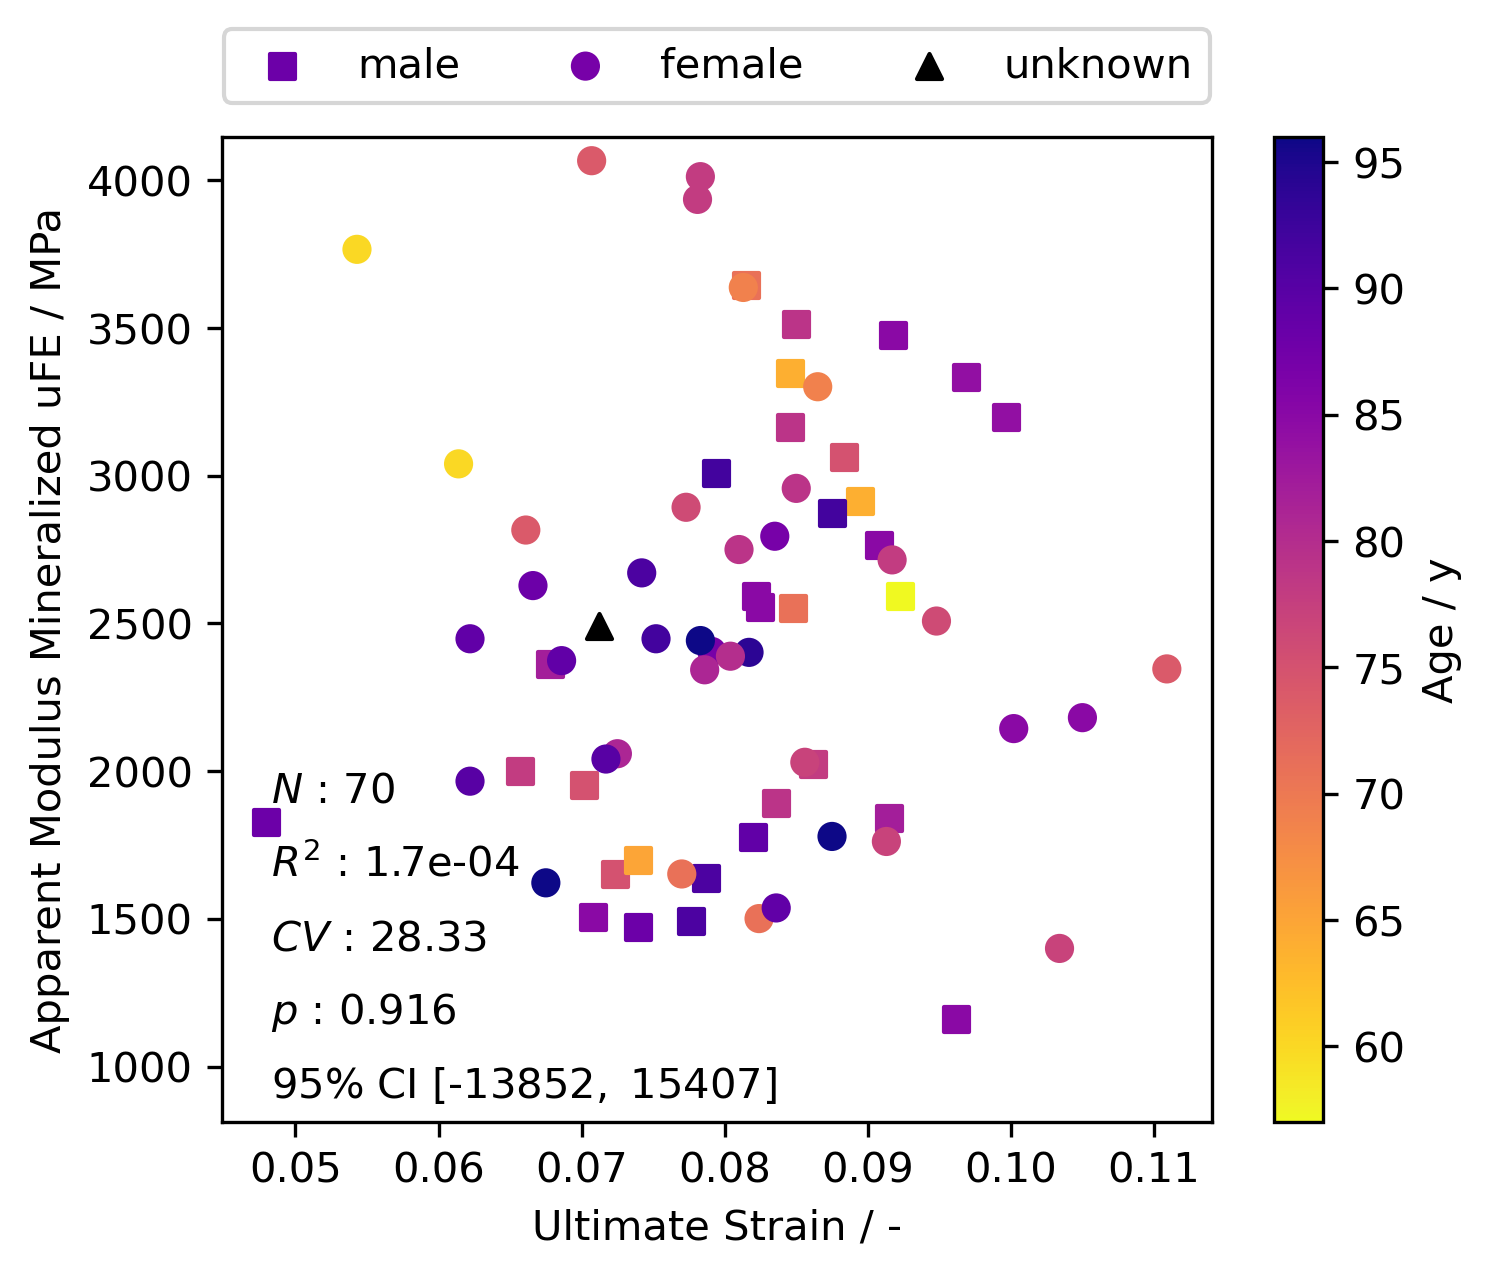 male female unknown
4000
3500
3000
2500
2000
1500
1000
Apparent Modulus Mineralized uFE / MPa
N : 70
R² : 1.7e-04
CV : 28.33
p : 0.916
95% CI [-13852, 15407]
0.05 0.06 0.07 0.08 0.09 0.10 0.11
Ultimate Strain / -
95
90
85
80
75
70
65
60
Age / y